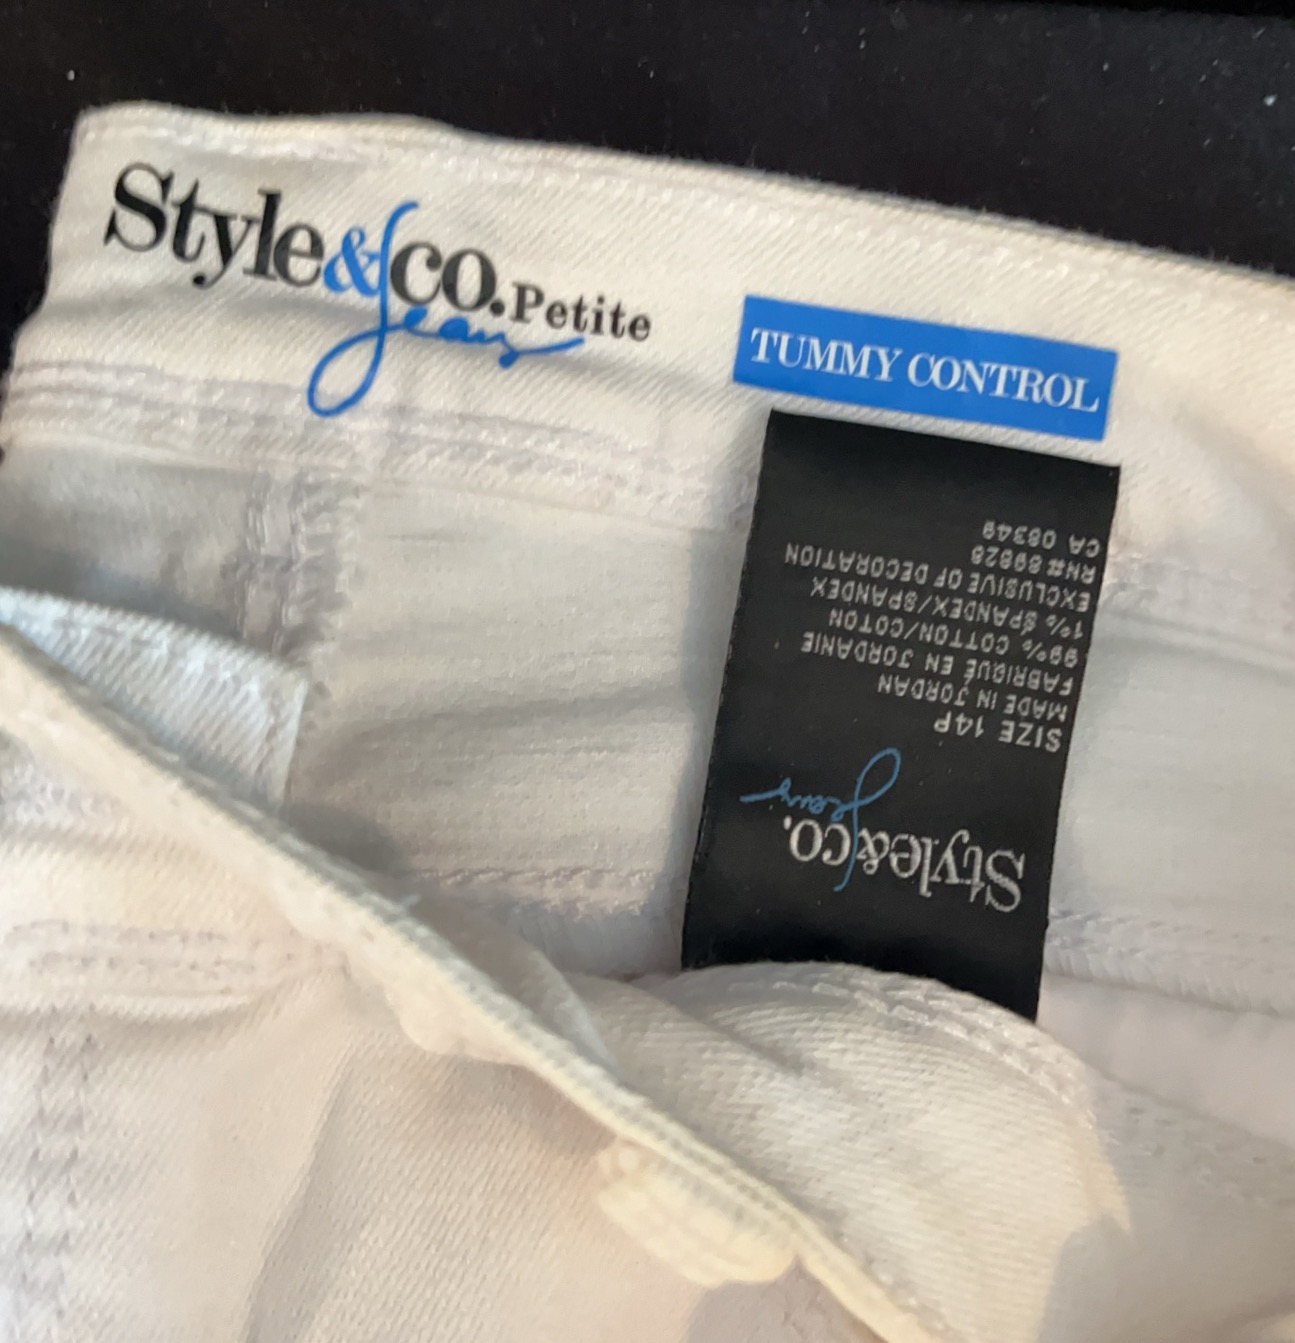 Style&co.Petite
Jeans
TUMMY CONTROL
Style&co.
Jeans
SIZE 14P
MADE IN JORDAN
FABRIQUÉ EN JORDANIE
99% COTTON/COTON
1% SPANDEX/SPANDEX
EXCLUSIVE OF DECORATION
RN# 89828
CA 08349